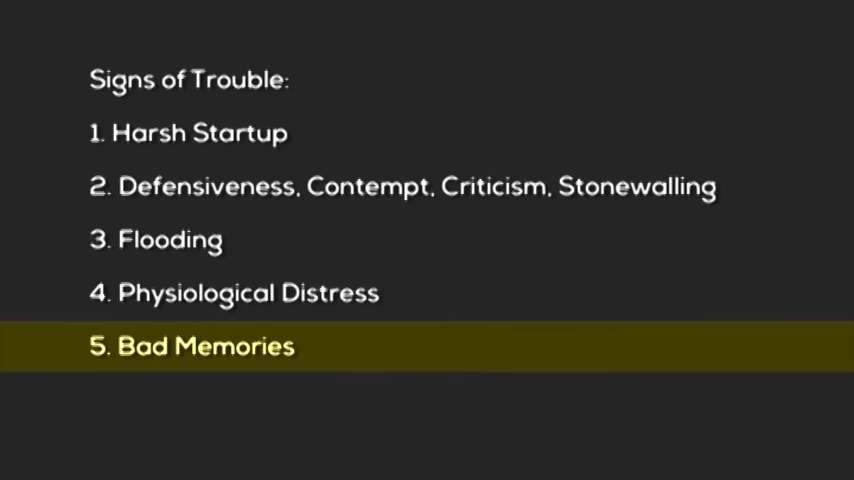 Signs of Trouble:
1. Harsh Startup
2. Defensiveness, Contempt, Criticism, Stonewalling
3. Flooding
4. Physiological Distress
5. Bad Memories